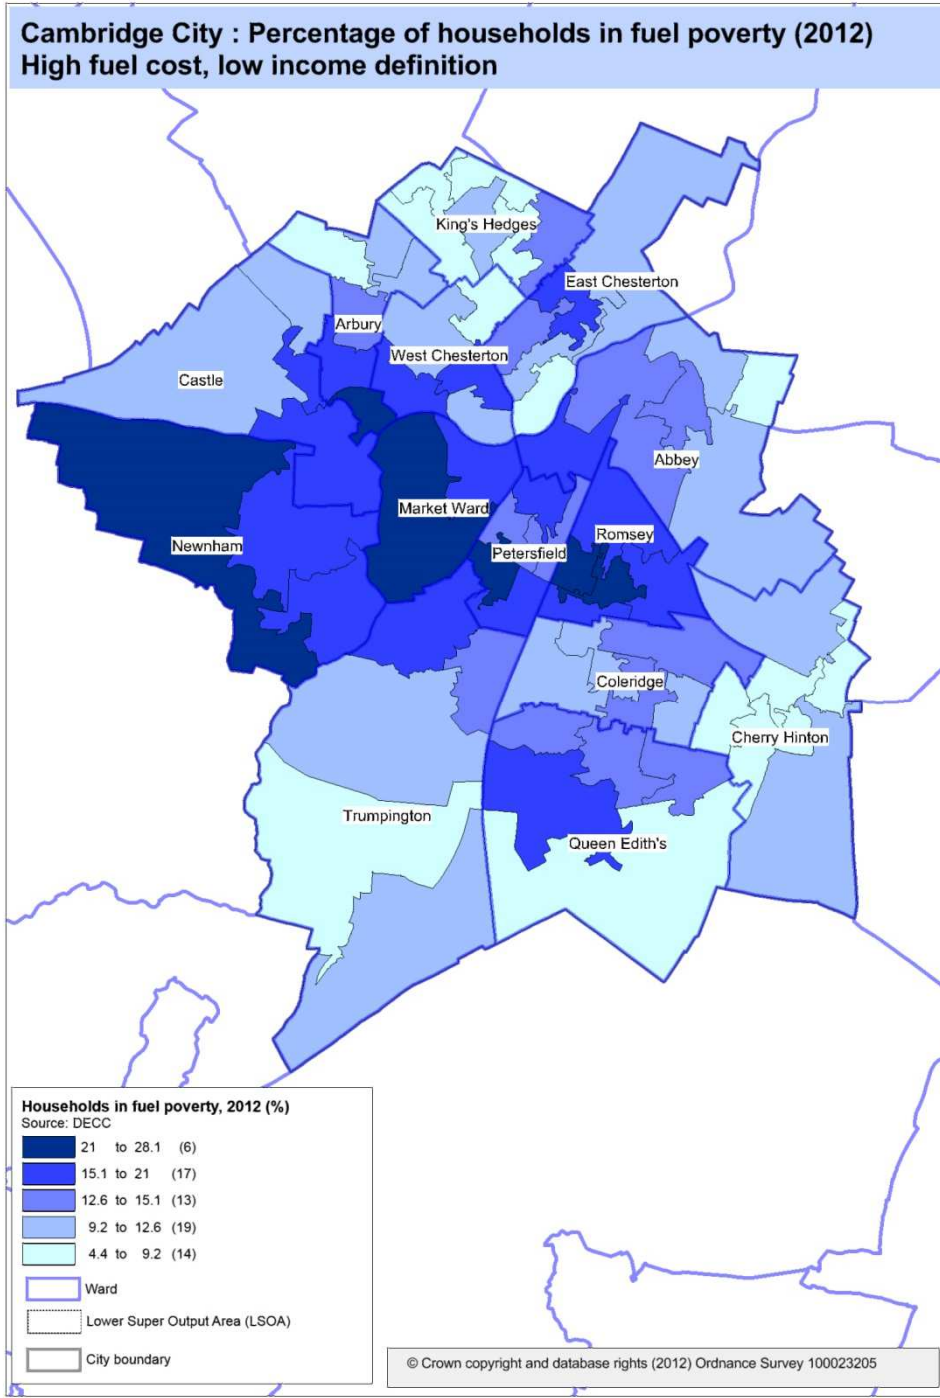 Cambridge City : Percentage of households in fuel poverty (2012)
High fuel cost, low income definition
King's Hedges
East Chesterton
Arbury
West Chesterton
Castle
Abbey
Market Ward
Romsey
Newnham
Petersfield
Coleridge
Cherry Hinton
Trumpington
Queen Edith's
Households in fuel poverty, 2012 (%)
Source: DECC
21 to 28.1 (6)
15.1 to 21 (17)
12.6 to 15.1 (13)
9.2 to 12.6 (19)
4.4 to 9.2 (14)
Ward
Lower Super Output Area (LSOA)
City boundary
© Crown copyright and database rights (2012) Ordnance Survey 100023205